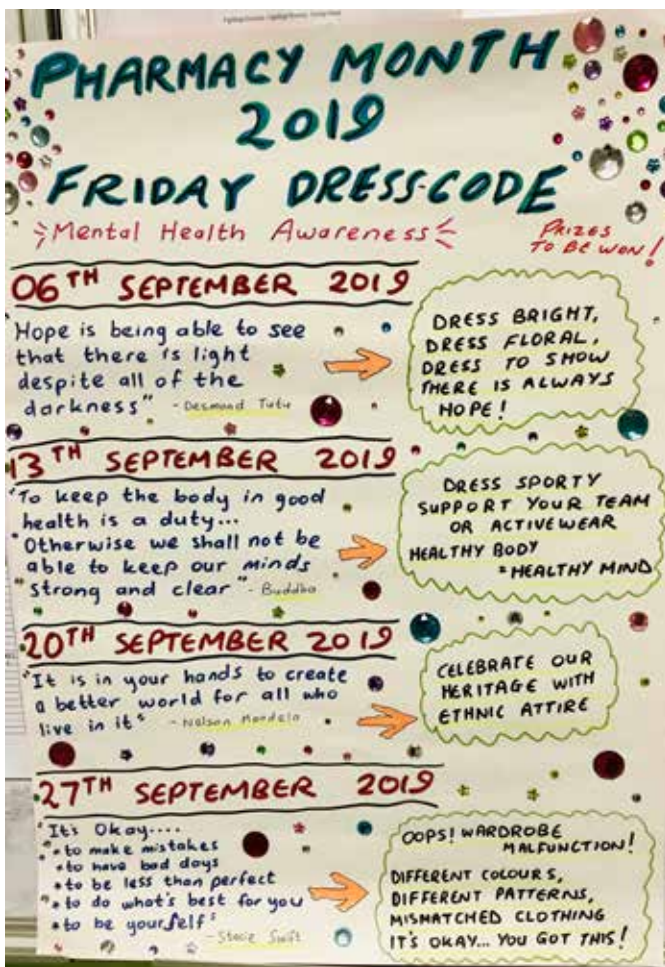 PHARMACY MONTH
2019
FRIDAY DRESS-CODE
Mental Health Awareness
PRIZES
TO BE WON!
06TH SEPTEMBER 2019
Hope is being able to see
that there is light
despite all of the
darkness" - Desmond Tutu
DRESS BRIGHT,
DRESS FLORAL,
DRESS TO SHOW
THERE IS ALWAYS
HOPE!
13TH SEPTEMBER 2019
"To keep the body in good
health is a duty...
Otherwise we shall not be
able to keep our minds
strong and clear" - Buddha
DRESS SPORTY
SUPPORT YOUR TEAM
OR ACTIVEWEAR
HEALTHY BODY
= HEALTHY MIND
20TH SEPTEMBER 2019
"It is in your hands to create
a better world for all who
live in it" - Nelson Mandela
CELEBRATE OUR
HERITAGE WITH
ETHNIC ATTIRE
27TH SEPTEMBER 2019
"It's Okay....
• to make mistakes
• to have bad days
• to be less than perfect
• to do what's best for you
• to be yourself"
- Stacie Swift
OOPS! WARDROBE
MALFUNCTION!
DIFFERENT COLOURS,
DIFFERENT PATTERNS,
MISMATCHED CLOTHING
IT'S OKAY... YOU GOT THIS!